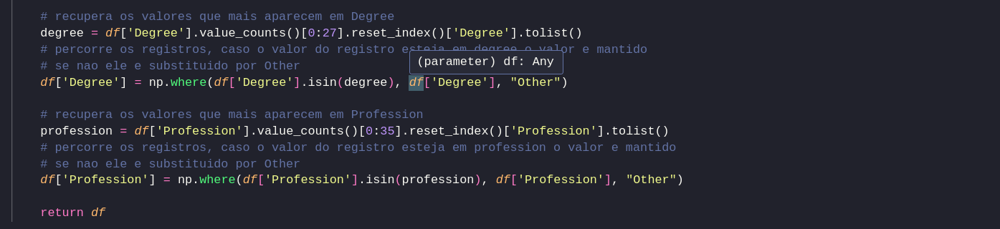 # recupera os valores que mais aparecem em Degree
degree = df['Degree'].value_counts()[0:27].reset_index()['Degree'].tolist()
# percorre os registros, caso o valor do registro esteja em degree o valor e mantido
(parameter) df: Any
# se nao ele e substituido por Other
df['Degree'] = np.where(df['Degree'].isin(degree), df['Degree'], "Other")
# recupera os valores que mais aparecem em Profession
profession = df['Profession'].value_counts()[0:35].reset_index()['Profession'].tolist()
# percorre os registros, caso o valor do registro esteja em profession o valor e mantido
# se nao ele e substituido por Other
df['Profession'] = np.where(df['Profession'].isin(profession), df['Profession'], "Other")
return df